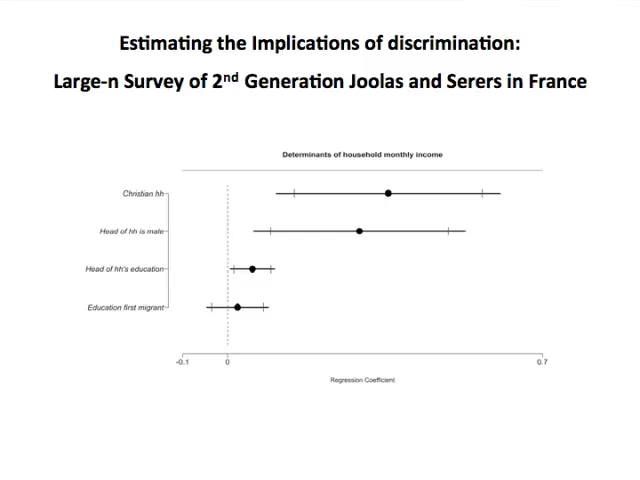 Estimating the Implications of discrimination:
Large-n Survey of 2nd Generation Joolas and Serers in France
Determinants of household monthly income
Christian hh
Head of hh is male
Head of hh's education
Education first migrant
-0.1 0 0.7
Regression Coefficient